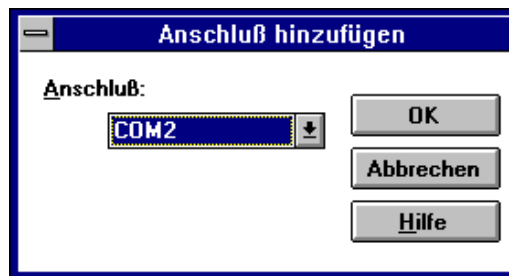 Anschluß hinzufügen
Anschluß:
COM2
OK
Abbrechen
Hilfe